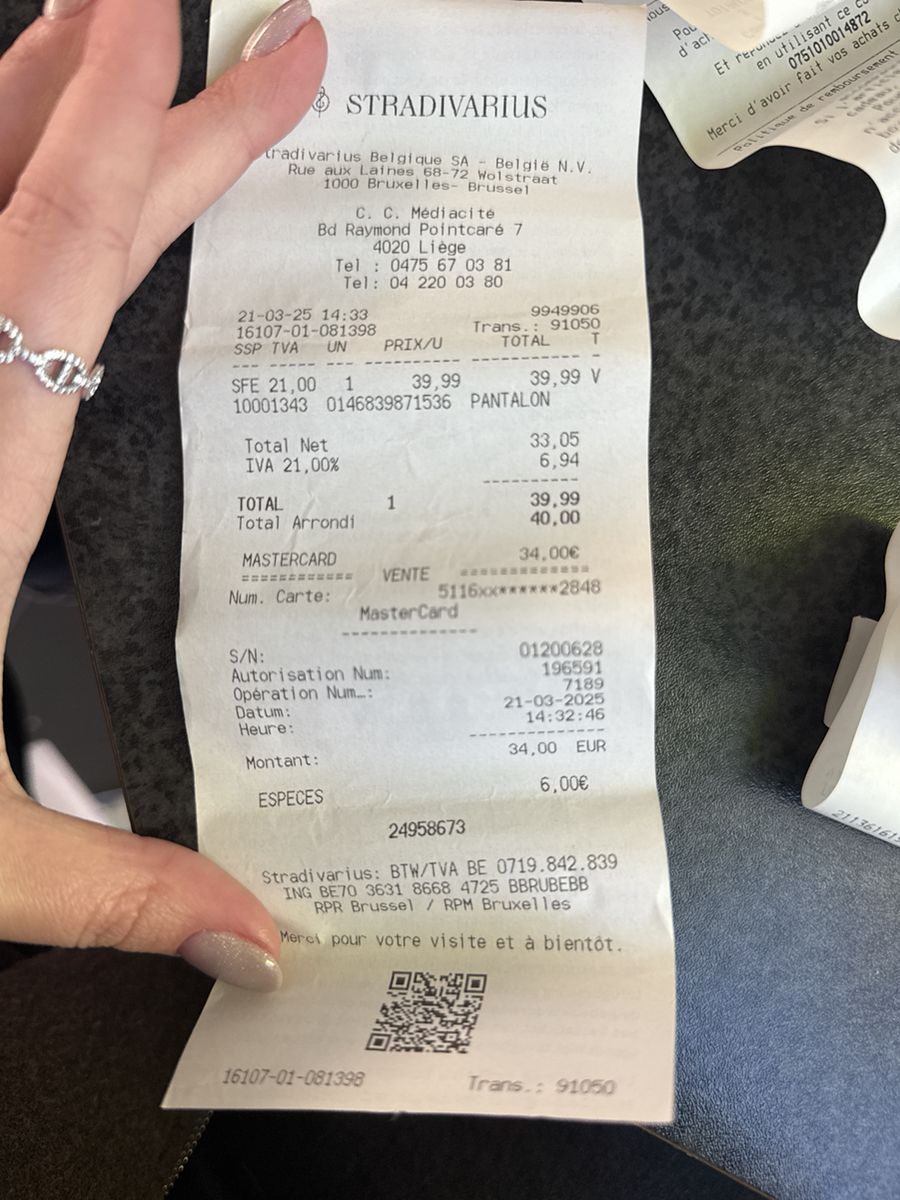 STRADIVARIUS
tradivarius Belgique SA - België N.V.
Rue aux Laines 68-72 Wolstraat
1000 Bruxelles- Brussel
C. C. Médiacité
Bd Raymond Pointcaré 7
4020 Liège
Tel : 0475 67 03 81
Tel: 04 220 03 80
21-03-25 14:33 9949906
16107-01-081398 Trans.: 91050
SSP TVA UN PRIX/U TOTAL T
--- ----- --- ---------- ---------- -
SFE 21,00 1 39,99 39,99 V
10001343 0146839871536 PANTALON
Total Net 33,05
IVA 21,00% 6,94
----------
TOTAL 1 39,99
Total Arrondi 40,00
MASTERCARD 34,00€
============ VENTE ==============
Num. Carte: 5116xx******2848
MasterCard
--------------
S/N: 01200628
Autorisation Num: 196591
Opération Num…: 7189
Datum: 21-03-2025
Heure: 14:32:46
--------------
Montant: 34,00 EUR
ESPECES 6,00€
24958673
Stradivarius: BTW/TVA BE 0719.842.839
ING BE70 3631 8668 4725 BBRUBEBB
RPR Brussel / RPM Bruxelles
Merci pour votre visite et à bientôt.
16107-01-081398 Trans.: 91050
d'ach
en utilisant ce
0751010014872
Merci d'avoir fait vos achats
Politique de remboursement